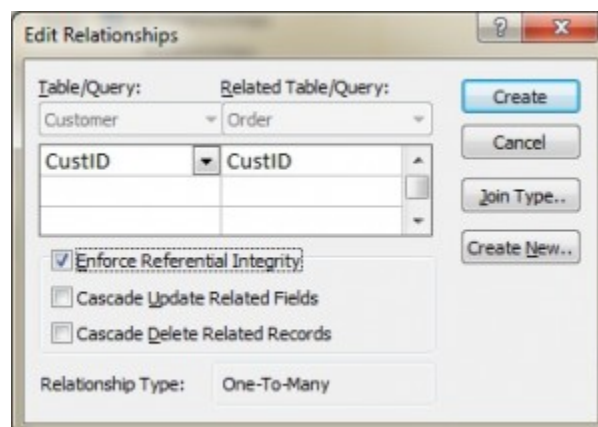 Edit Relationships
Table/Query: Related Table/Query:
Customer Order
Create
CustID CustID
Cancel
Join Type..
Enforce Referential Integrity
Create New..
Cascade Update Related Fields
Cascade Delete Related Records
Relationship Type: One-To-Many